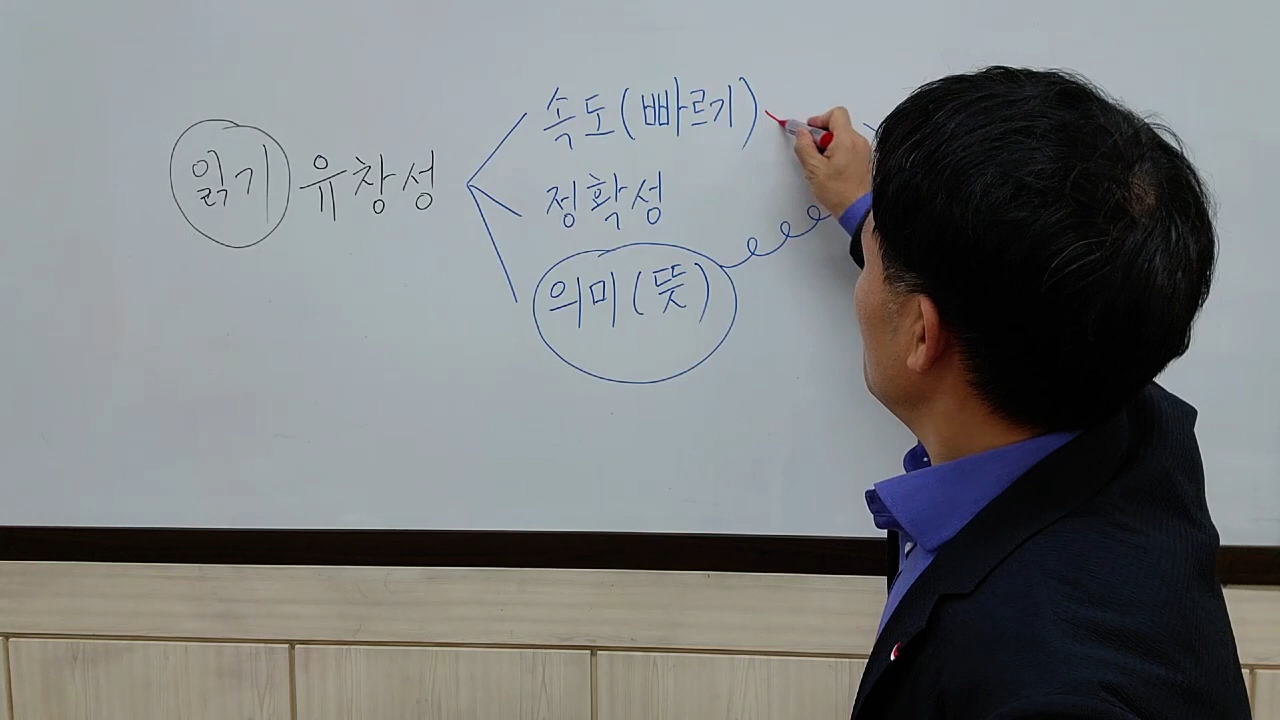 읽기 유창성
속도(빠르기)
정확성
의미(뜻)